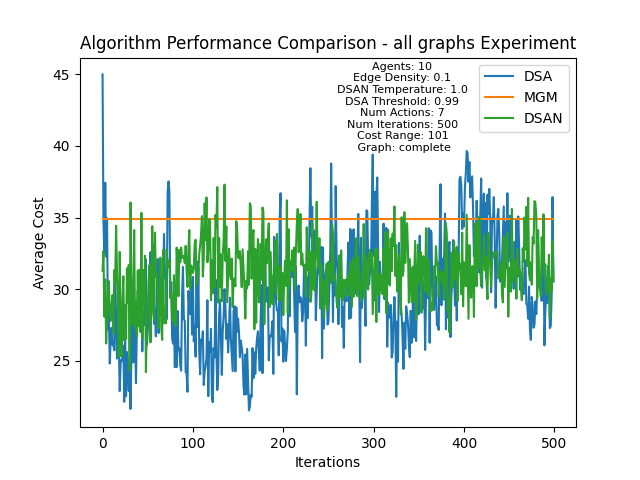 Algorithm Performance Comparison - all graphs Experiment
Agents: 10
Edge Density: 0.1
DSAN Temperature: 1.0
DSA Threshold: 0.99
Num Actions: 7
Num Iterations: 500
Cost Range: 101
Graph: complete
DSA
MGM
DSAN
Average Cost
45
40
35
30
25
0
100
200
300
400
500
Iterations